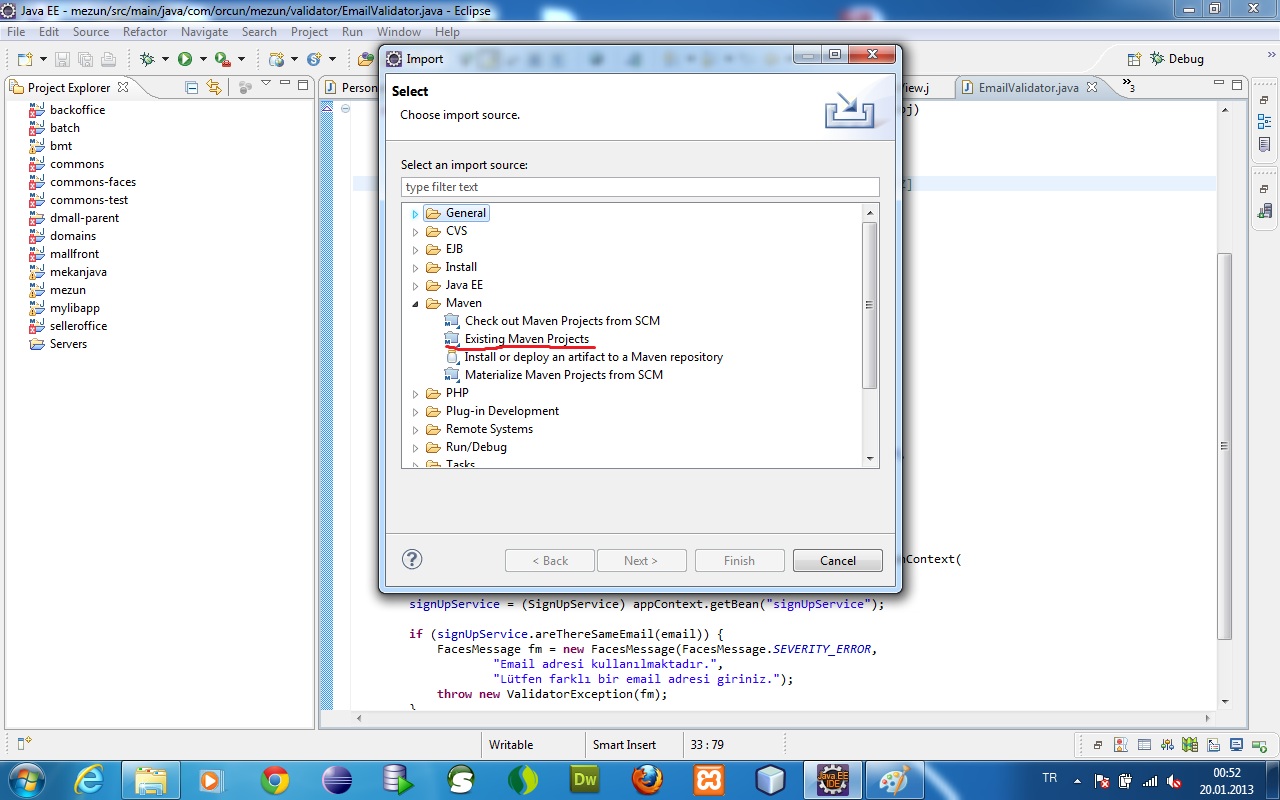 Java EE - mezun/src/main/java/com/orcun/mezun/validator/EmailValidator.java - Eclipse
File Edit Source Refactor Navigate Search Project Run Window Help
Debug
Project Explorer
Person
iew.j
EmailValidator.java
3
backoffice
batch
bmt
commons
commons-faces
commons-test
dmall-parent
domains
mallfront
mekanjava
mezun
mylibapp
selleroffice
Servers
Import
Select
Choose import source.
Select an import source:
type filter text
General
CVS
EJB
Install
Java EE
Maven
Check out Maven Projects from SCM
Existing Maven Projects
Install or deploy an artifact to a Maven repository
Materialize Maven Projects from SCM
PHP
Plug-in Development
Remote Systems
Run/Debug
Tasks
< Back
Next >
Finish
Cancel
signUpService = (SignUpService) appContext.getBean("signUpService");
if (signUpService.areThereSameEmail(email)) {
FacesMessage fm = new FacesMessage(FacesMessage.SEVERITY_ERROR,
"Email adresi kullanılmaktadır.",
"Lütfen farklı bir email adresi giriniz.");
throw new ValidatorException(fm);
}
Writable
Smart Insert
33 : 79
Dw
Java EE
IDE
TR
00:52
20.01.2013